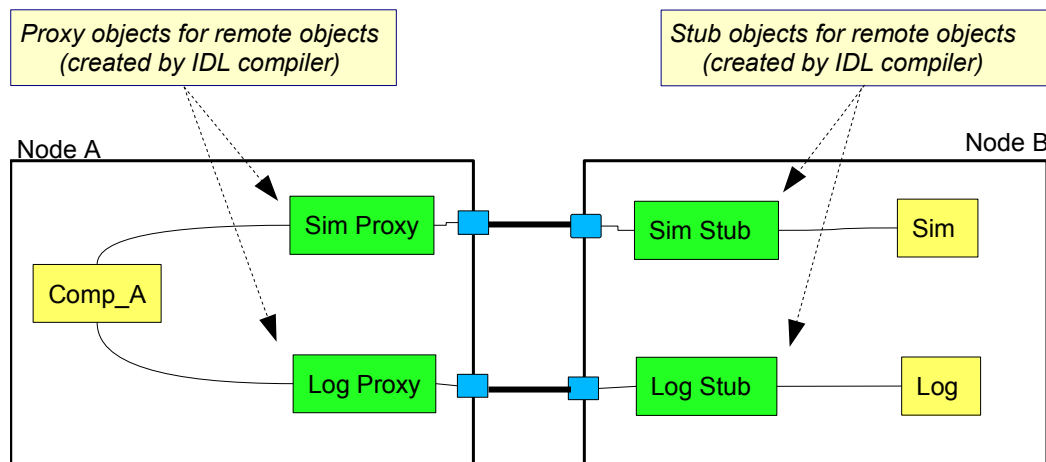 Proxy objects for remote objects
(created by IDL compiler)
Stub objects for remote objects
(created by IDL compiler)
Node A
Node B
Sim Proxy
Sim Stub
Sim
Comp_A
Log Proxy
Log Stub
Log